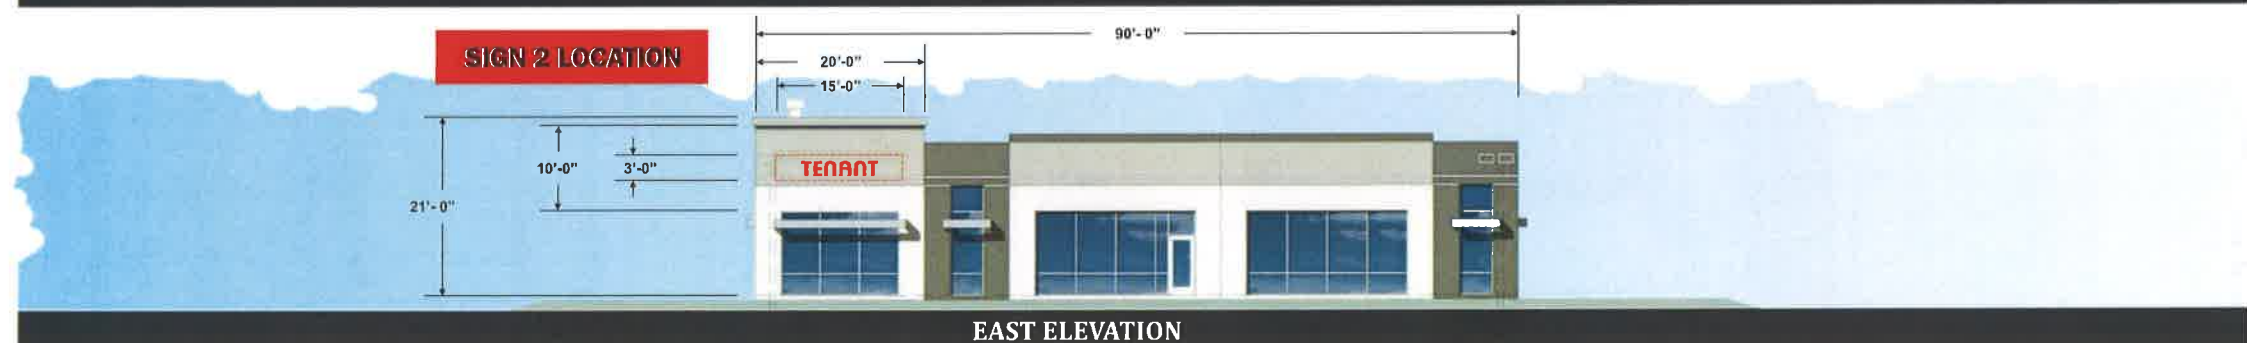 90'- 0"
SIGN 2 LOCATION
20'-0"
15'-0"
10'-0"
3'-0"
TENANT
21'- 0"
EAST ELEVATION